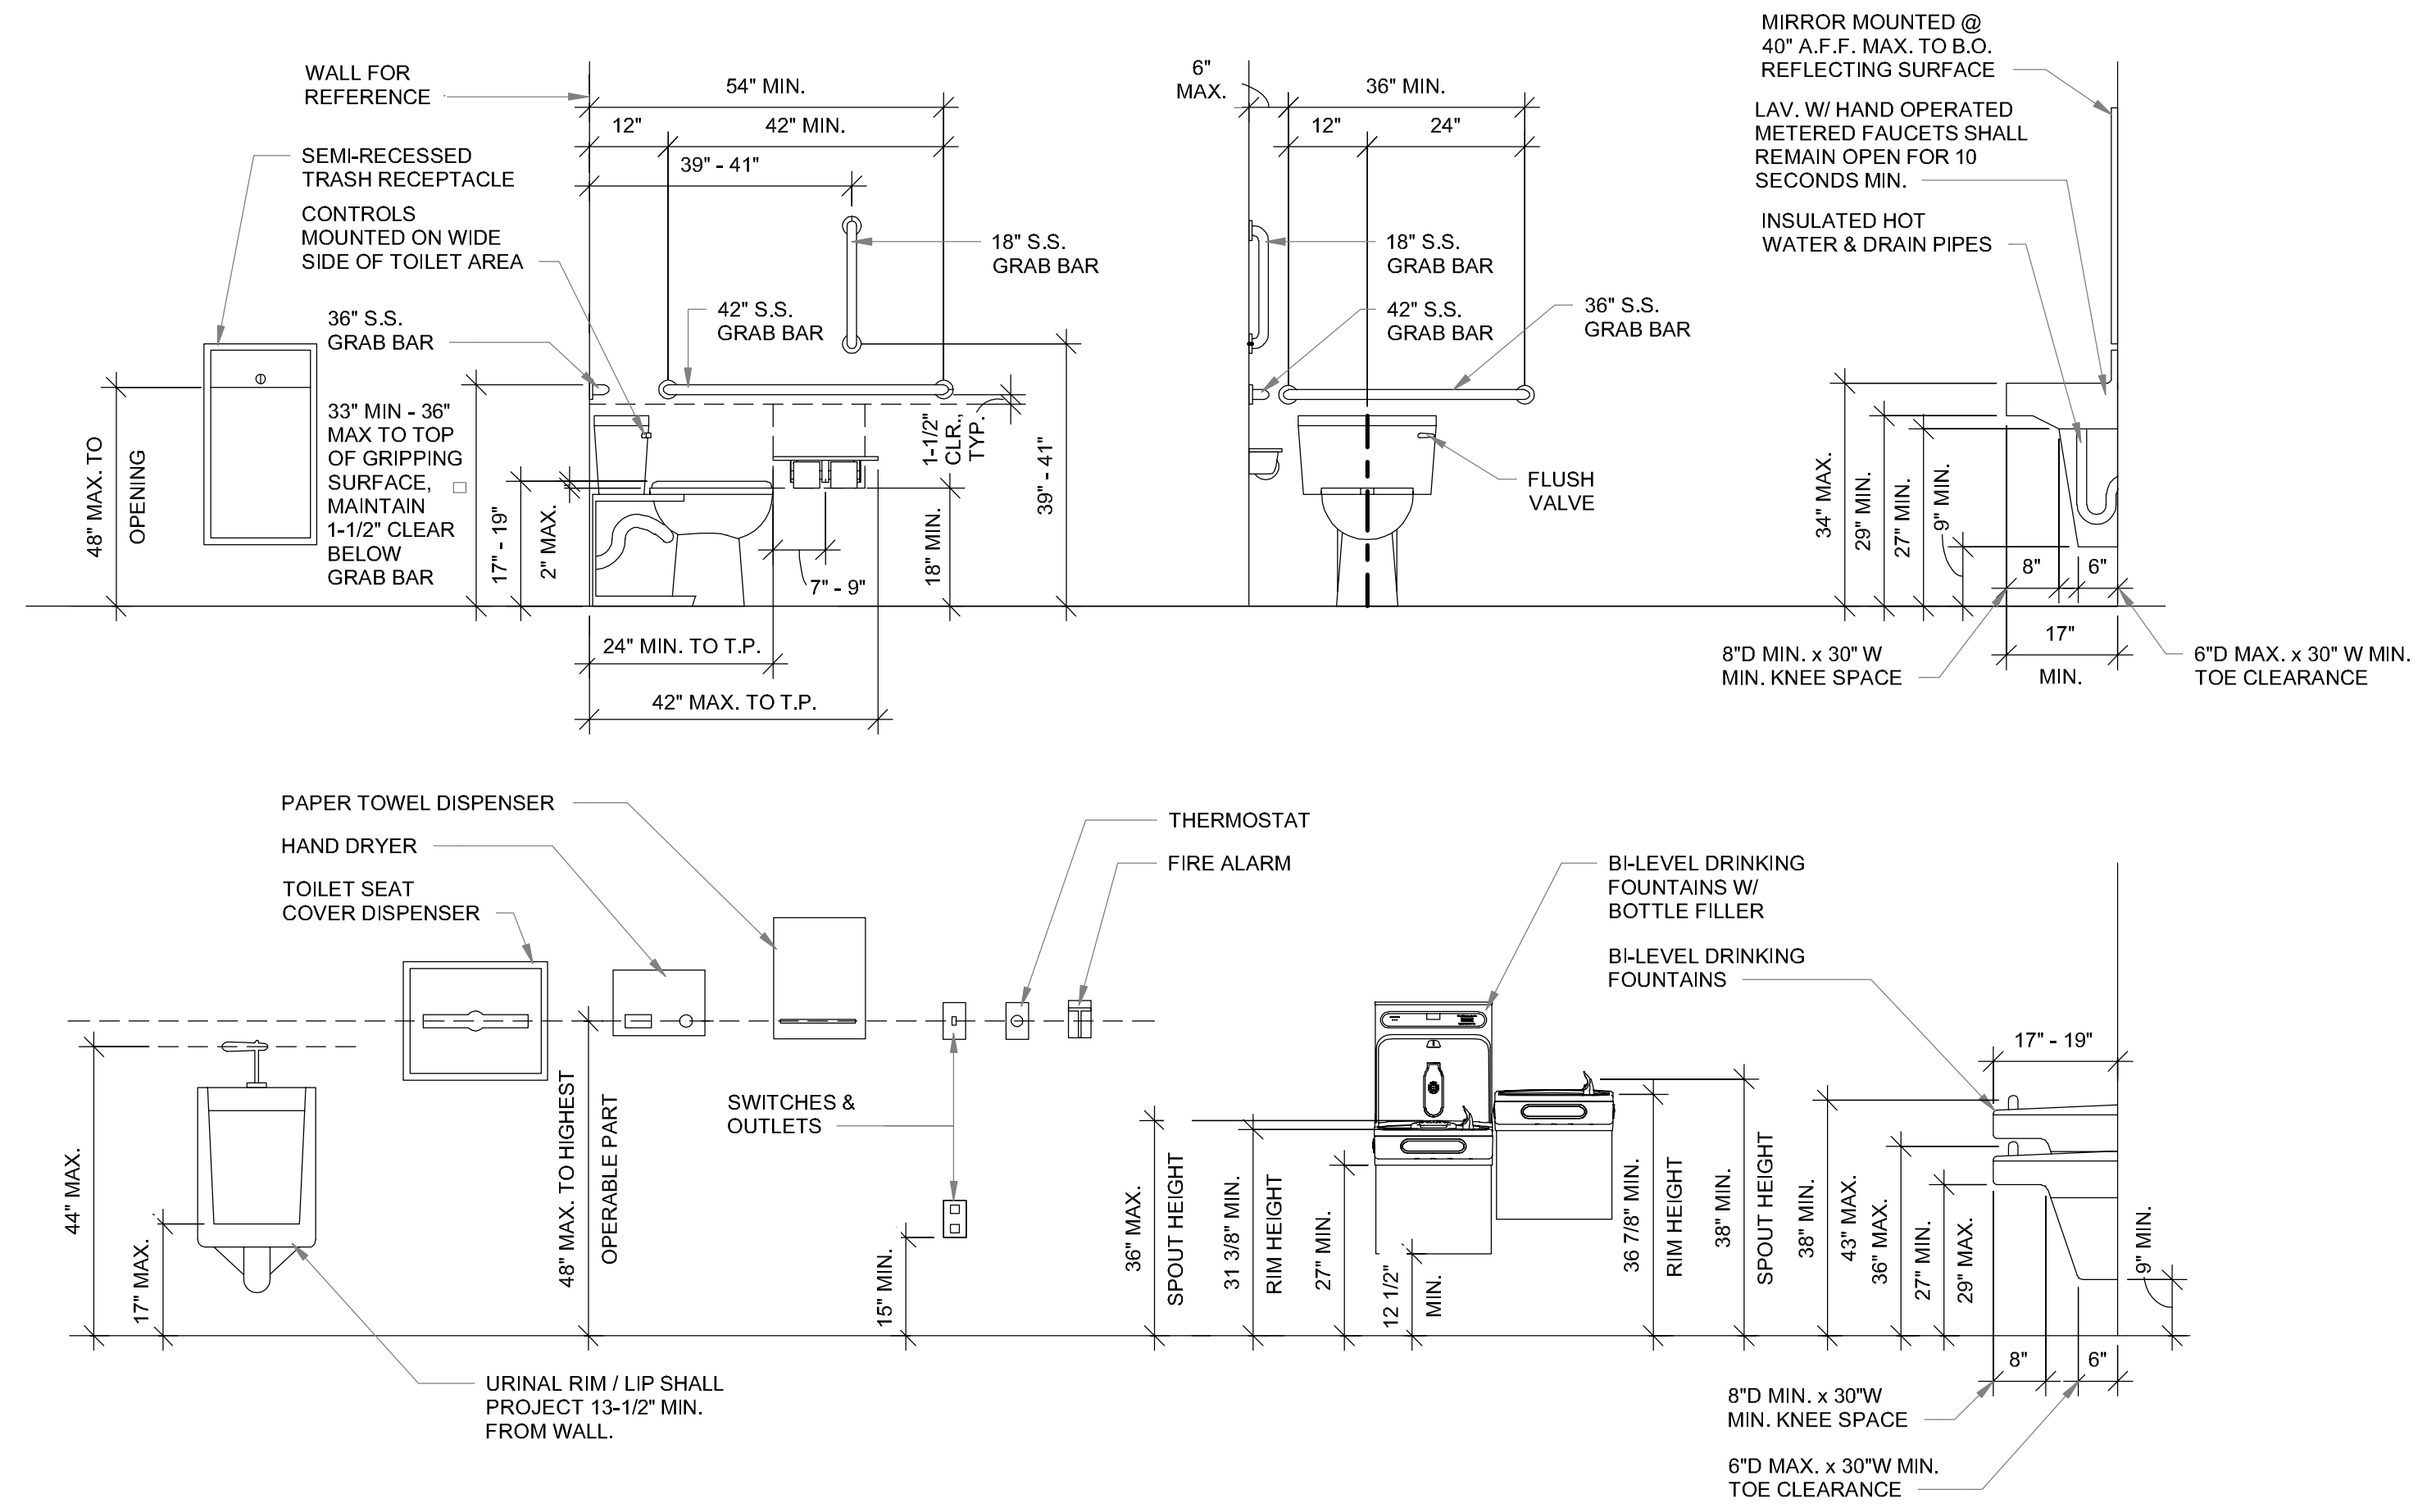 MIRROR MOUNTED @
40" A.F.F. MAX. TO B.O.
REFLECTING SURFACE
LAV. W/ HAND OPERATED
METERED FAUCETS SHALL
REMAIN OPEN FOR 10
SECONDS MIN.
INSULATED HOT
WATER & DRAIN PIPES
WALL FOR
REFERENCE
SEMI-RECESSED
TRASH RECEPTACLE
CONTROLS
MOUNTED ON WIDE
SIDE OF TOILET AREA
36" S.S.
GRAB BAR
33" MIN - 36"
MAX TO TOP
OF GRIPPING
SURFACE,
MAINTAIN
1-1/2" CLEAR
BELOW
GRAB BAR
48" MAX. TO
OPENING
54" MIN.
12"
42" MIN.
39" - 41"
18" S.S.
GRAB BAR
42" S.S.
GRAB BAR
1-1/2"
CLR.,
TYP.
39" - 41"
17" - 19"
2" MAX.
18" MIN.
7" - 9"
24" MIN. TO T.P.
42" MAX. TO T.P.
6"
MAX.
36" MIN.
12"
24"
18" S.S.
GRAB BAR
42" S.S.
GRAB BAR
36" S.S.
GRAB BAR
FLUSH
VALVE
34" MAX.
29" MIN.
27" MIN.
9" MIN.
8"
6"
17"
MIN.
8"D MIN. x 30" W
MIN. KNEE SPACE
6"D MAX. x 30" W MIN.
TOE CLEARANCE
PAPER TOWEL DISPENSER
HAND DRYER
TOILET SEAT
COVER DISPENSER
THERMOSTAT
FIRE ALARM
SWITCHES &
OUTLETS
44" MAX.
17" MAX.
48" MAX. TO HIGHEST
OPERABLE PART
15" MIN.
URINAL RIM / LIP SHALL
PROJECT 13-1/2" MIN.
FROM WALL.
BI-LEVEL DRINKING
FOUNTAINS W/
BOTTLE FILLER
BI-LEVEL DRINKING
FOUNTAINS
36" MAX.
SPOUT HEIGHT
31 3/8" MIN.
RIM HEIGHT
27" MIN.
12 1/2"
MIN.
36 7/8" MIN.
RIM HEIGHT
38" MIN.
SPOUT HEIGHT
17" - 19"
38" MIN.
43" MAX.
36" MAX.
27" MIN.
29" MAX.
9" MIN.
8"
6"
8"D MIN. x 30"W
MIN. KNEE SPACE
6"D MAX. x 30"W MIN.
TOE CLEARANCE